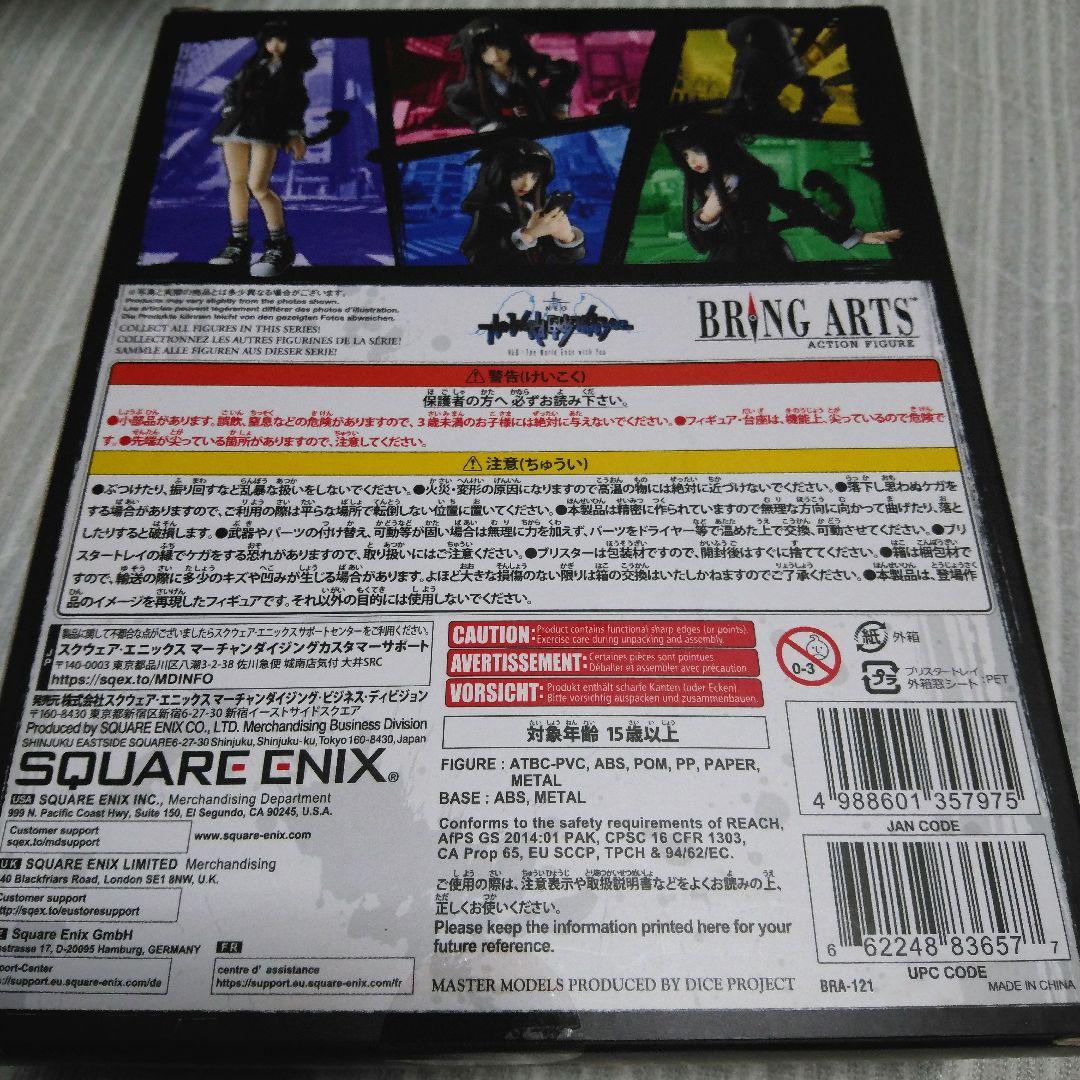 ※写真と実際の商品とは多少異なる場合がございます。
Products may vary slightly from the photos shown.
Les articles peuvent légèrement différer des photos d'illustration.
Die Produkte können leicht von den gezeigten Fotos abweichen.
COLLECT ALL FIGURES IN THIS SERIES!
COLLECTIONNEZ LES AUTRES FIGURINES DE LA SÉRIE!
SAMMLE ALLE FIGUREN AUS DIESER SERIE!
NEO
NEO : The World Ends with You
BRING ARTS™
ACTION FIGURE
⚠警告(けいこく)
保護者の方へ 必ずお読み下さい。
●小部品があります。誤飲、窒息などの危険がありますので、3歳未満のお子様には絶対に与えないでください。●フィギュア・台座は、機能上、尖っているので危険で
す。●先端が尖っている箇所がありますので、注意してください。
⚠注意(ちゅうい)
●ぶつけたり、振り回すなど乱暴な扱いをしないでください。●火災・変形の原因になりますので高温の物には絶対に近づけないでください。●落下し思わぬケガを
する場合がありますので、ご利用の際は平らな場所で転倒しない位置に置いてください。●本製品は精密に作られていますので無理な方向に向かって曲げたり、落と
したりすると破損します。●武器やパーツの付け替え、可動等が固い場合は無理に力を加えず、パーツをドライヤー等で温めた上で交換、可動させてください。●ブリ
スタートレイの縁でケガをする恐れがありますので、取り扱いにはご注意ください。●ブリスターは包装材ですので、開封後はすぐに捨ててください。●箱は梱包材で
すので、輸送の際に多少のキズや凹みが生じる場合があります。よほど大きな損傷のない限りは箱の交換はいたしかねますのでご了承ください。●本製品は、登場作
品のイメージを再現したフィギュアです。それ以外の目的には使用しないでください。
JP
製品に関して不都合な点がございましたらスクウェア・エニックスサポートセンターをご利用ください。
スクウェア・エニックス マーチャンダイジングカスタマーサポート
〒140-0003 東京都品川区八潮3-2-38 佐川急便 城南店気付 大井SRC
https://sqex.to/MDINFO
発売元 株式会社スクウェア・エニックス マーチャンダイジング・ビジネス・ディビジョン
〒160-8430 東京都新宿区新宿6-27-30 新宿イーストサイドスクエア
Produced by SQUARE ENIX CO., LTD. Merchandising Business Division
SHINJUKU EASTSIDE SQUARE6-27-30 Shinjuku, Shinjuku-ku, Tokyo 160-8430, Japan
SQUARE ENIX®
USA SQUARE ENIX INC., Merchandising Department
999 N. Pacific Coast Hwy, Suite 150, El Segundo, CA 90245, U.S.A.
Customer support
sqex.to/mdsupport
www.square-enix.com
UK SQUARE ENIX LIMITED Merchandising
40 Blackfriars Road, London SE1 8NW, U.K.
Customer support
http://sqex.to/eustoresupport
Square Enix GmbH
strasse 17, D-20095 Hamburg, GERMANY
port-Center
://support.eu.square-enix.com/de
FR
centre d' assistance
https://support.eu.square-enix.com/fr
CAUTION: Product contains functional sharp edges (or points). Exercise care during unpacking and assembly.
AVERTISSEMENT: Certaines pièces sont pointues. Déballer et assembler avec précaution.
VORSICHT: Produkt enthält scharfe Kanten (oder Ecken). Bitte vorsichtig auspacken und zusammenbauen.
0-3
紙 外箱
プラ
ブリスタートレイ・
外箱窓シート:PET
対象年齢 15歳以上
FIGURE : ATBC-PVC, ABS, POM, PP, PAPER,
METAL
BASE : ABS, METAL
Conforms to the safety requirements of REACH,
AfPS GS 2014:01 PAK, CPSC 16 CFR 1303,
CA Prop 65, EU SCCP, TPCH & 94/62/EC.
ご使用の際は、注意表示や取扱説明書などをよくお読みの上、
正しくお使いください。
Please keep the information printed here for your
future reference.
MASTER MODELS PRODUCED BY DICE PROJECT
4 988601 357975
JAN CODE
6 62248 83657 7
UPC CODE
BRA-121
MADE IN CHINA